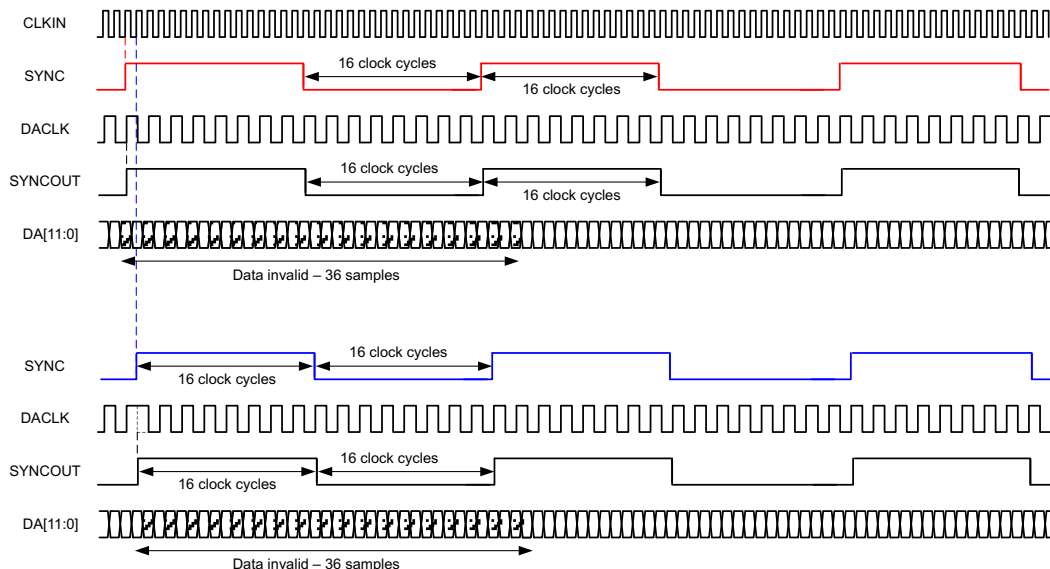 CLKIN
SYNC
16 clock cycles
16 clock cycles
DACLK
SYNCOUT
16 clock cycles
16 clock cycles
DA[11:0]
Data invalid – 36 samples
SYNC
16 clock cycles
16 clock cycles
DACLK
SYNCOUT
16 clock cycles
16 clock cycles
DA[11:0]
Data invalid – 36 samples